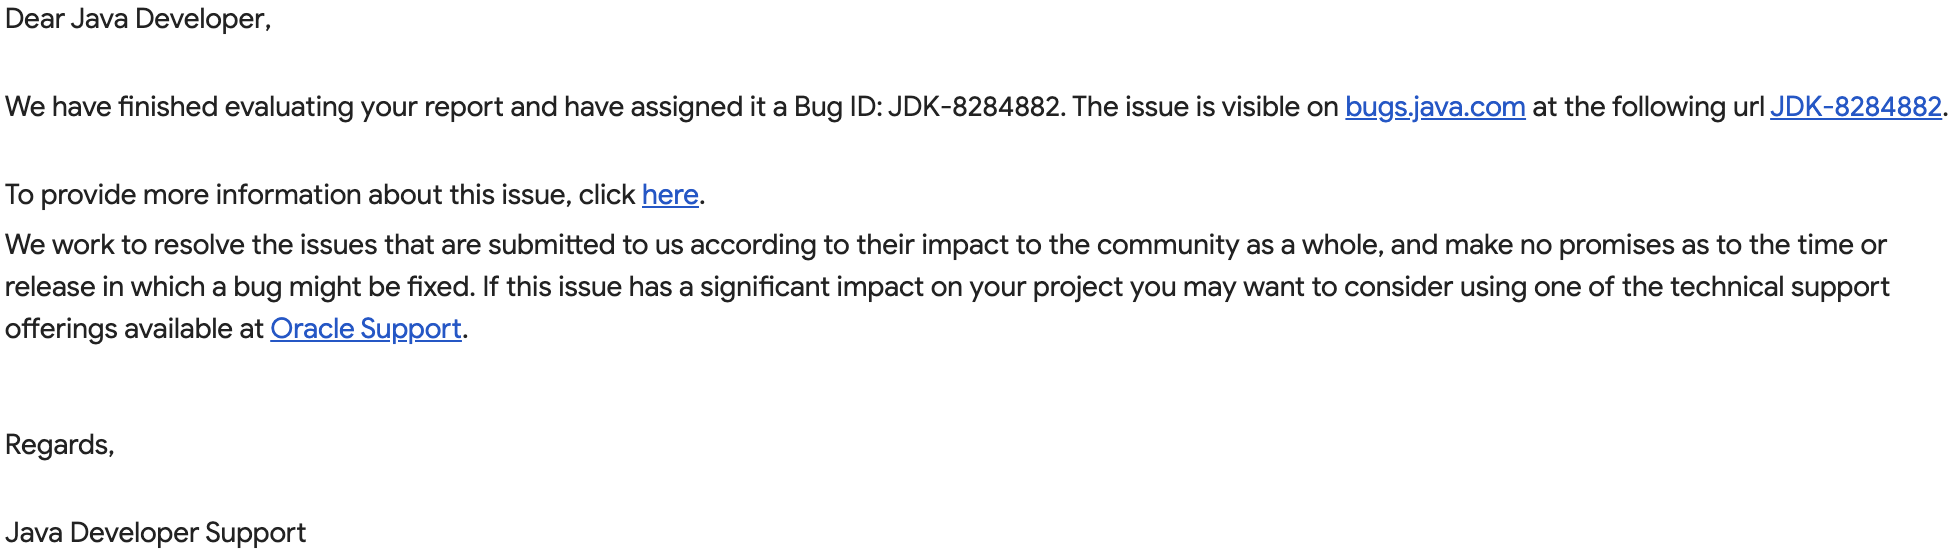 Dear Java Developer,
We have finished evaluating your report and have assigned it a Bug ID: JDK-8284882. The issue is visible on bugs.java.com at the following url JDK-8284882.
To provide more information about this issue, click here.
We work to resolve the issues that are submitted to us according to their impact to the community as a whole, and make no promises as to the time or
release in which a bug might be fixed. If this issue has a significant impact on your project you may want to consider using one of the technical support
offerings available at Oracle Support.
Regards,
Java Developer Support